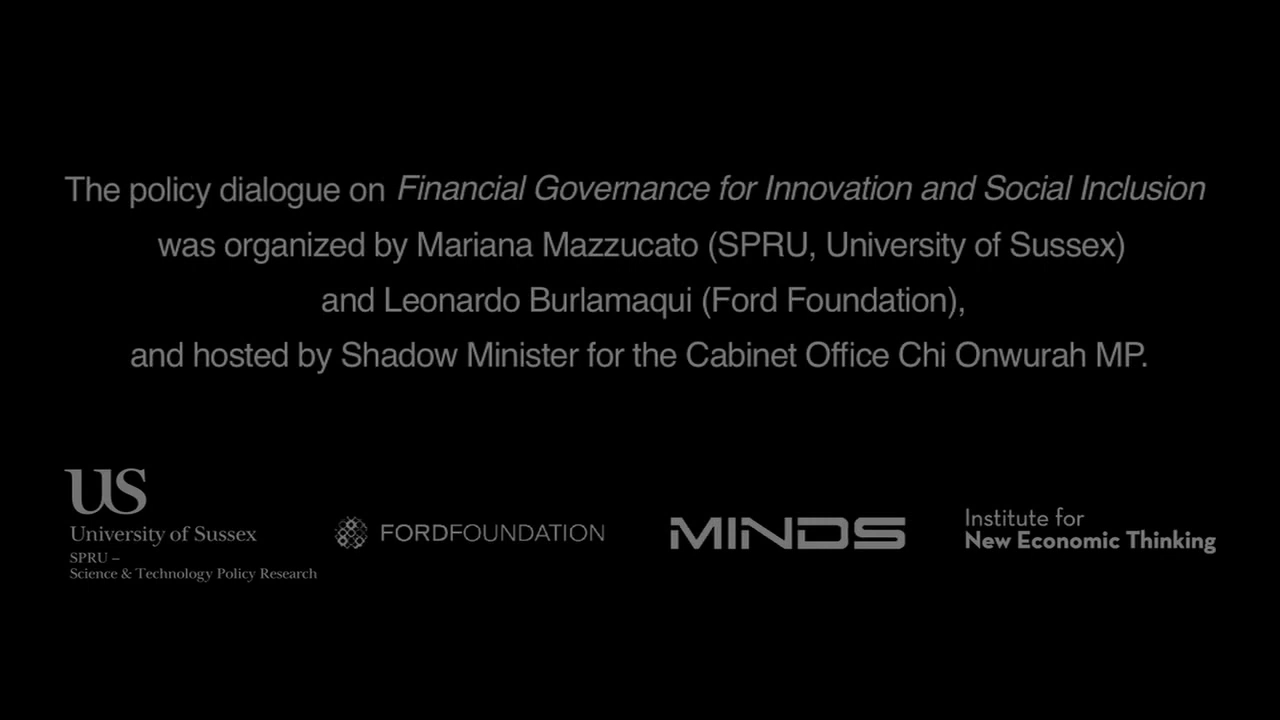 The policy dialogue on Financial Governance for Innovation and Social Inclusion
was organized by Mariana Mazzucato (SPRU, University of Sussex)
and Leonardo Burlamaqui (Ford Foundation),
and hosted by Shadow Minister for the Cabinet Office Chi Onwurah MP.
US
University of Sussex
SPRU –
Science & Technology Policy Research
FORDFOUNDATION
MINDS
Institute for
New Economic Thinking